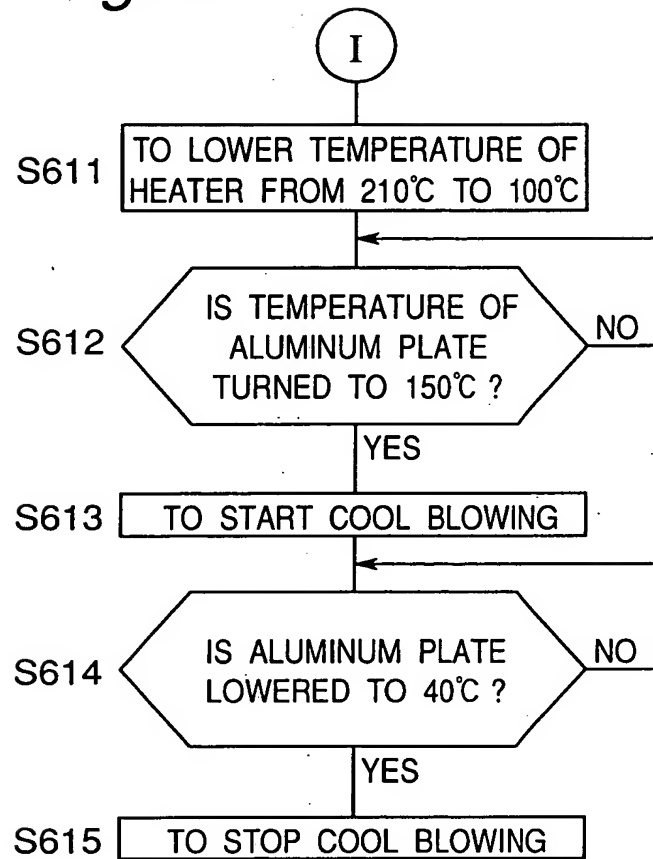 I
S611
TO LOWER TEMPERATURE OF
HEATER FROM 210℃ TO 100℃
S612
IS TEMPERATURE OF
ALUMINUM PLATE
TURNED TO 150℃ ?
NO
YES
S613
TO START COOL BLOWING
S614
IS ALUMINUM PLATE
LOWERED TO 40℃ ?
NO
YES
S615
TO STOP COOL BLOWING